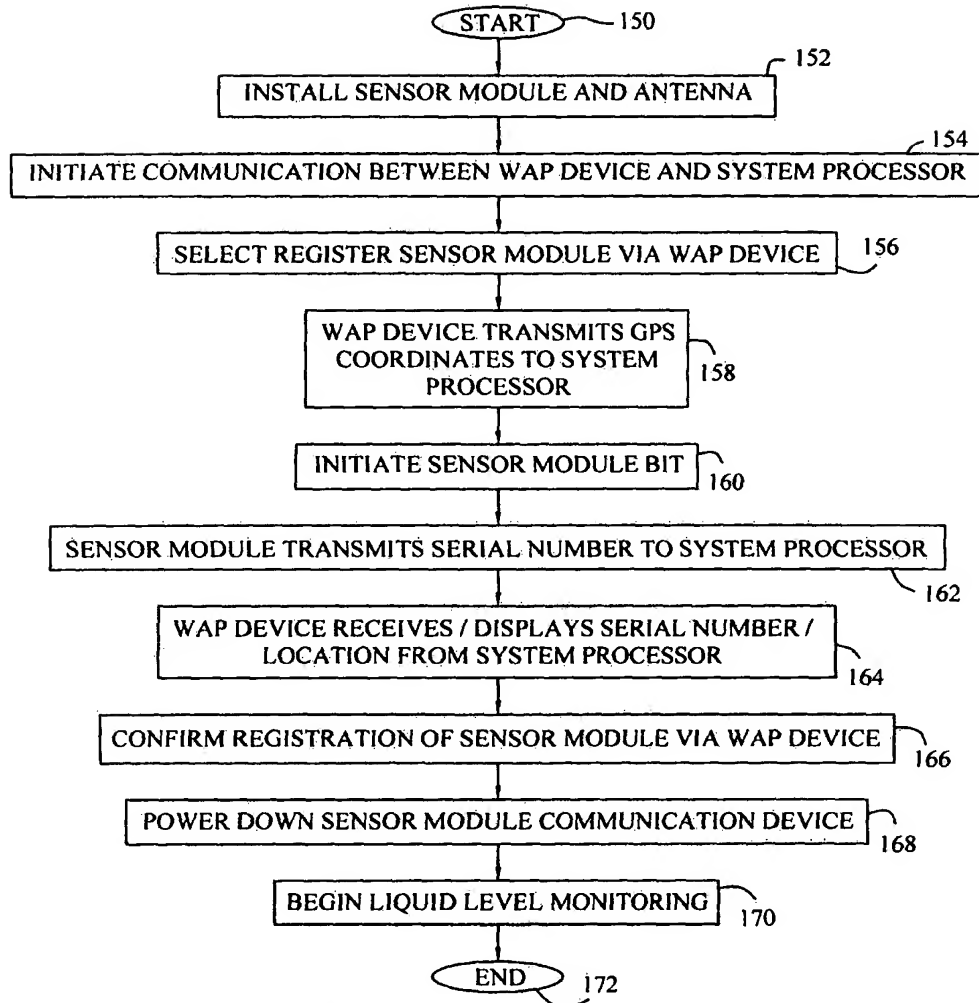 START
150
152
INSTALL SENSOR MODULE AND ANTENNA
154
INITIATE COMMUNICATION BETWEEN WAP DEVICE AND SYSTEM PROCESSOR
SELECT REGISTER SENSOR MODULE VIA WAP DEVICE
156
WAP DEVICE TRANSMITS GPS
COORDINATES TO SYSTEM
PROCESSOR
158
INITIATE SENSOR MODULE BIT
160
SENSOR MODULE TRANSMITS SERIAL NUMBER TO SYSTEM PROCESSOR
162
WAP DEVICE RECEIVES / DISPLAYS SERIAL NUMBER /
LOCATION FROM SYSTEM PROCESSOR
164
CONFIRM REGISTRATION OF SENSOR MODULE VIA WAP DEVICE
166
POWER DOWN SENSOR MODULE COMMUNICATION DEVICE
168
BEGIN LIQUID LEVEL MONITORING
170
END
172